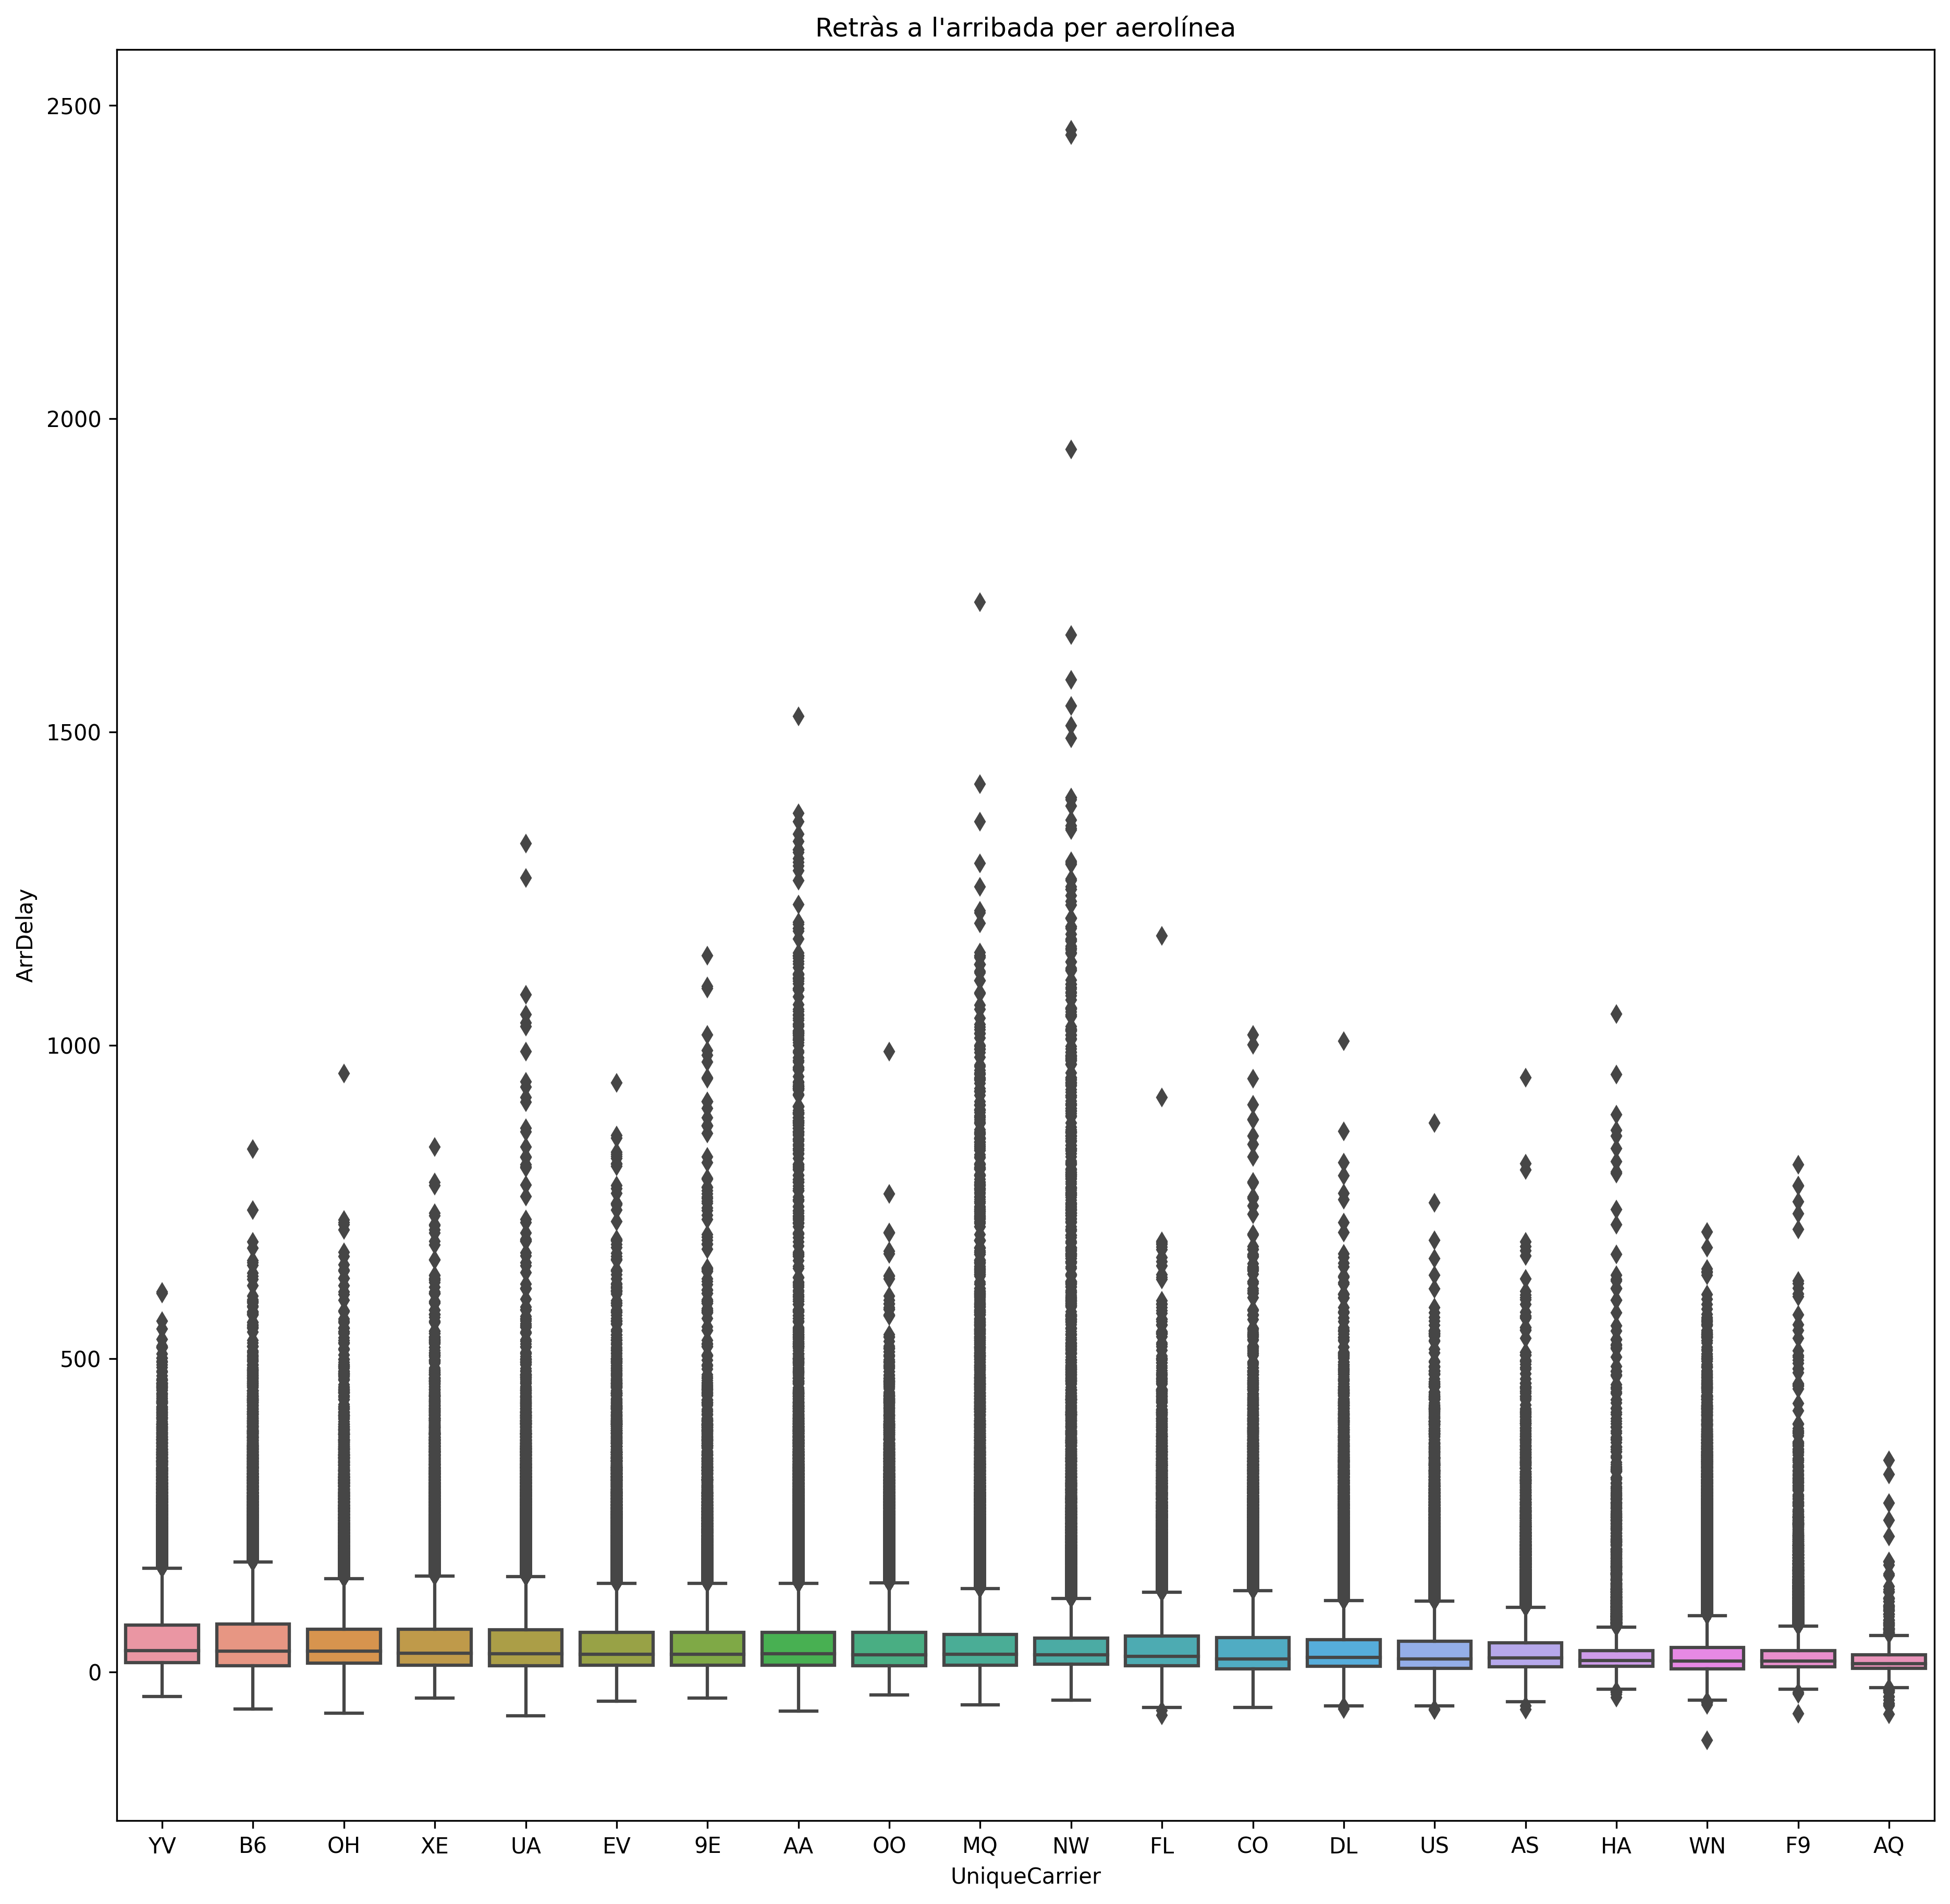 Retràs a l'arribada per aerolínea
2500
2000
1500
1000
500
0
ArrDelay
YV B6 OH XE UA EV 9E AA OO MQ NW FL CO DL US AS HA WN F9 AQ
UniqueCarrier